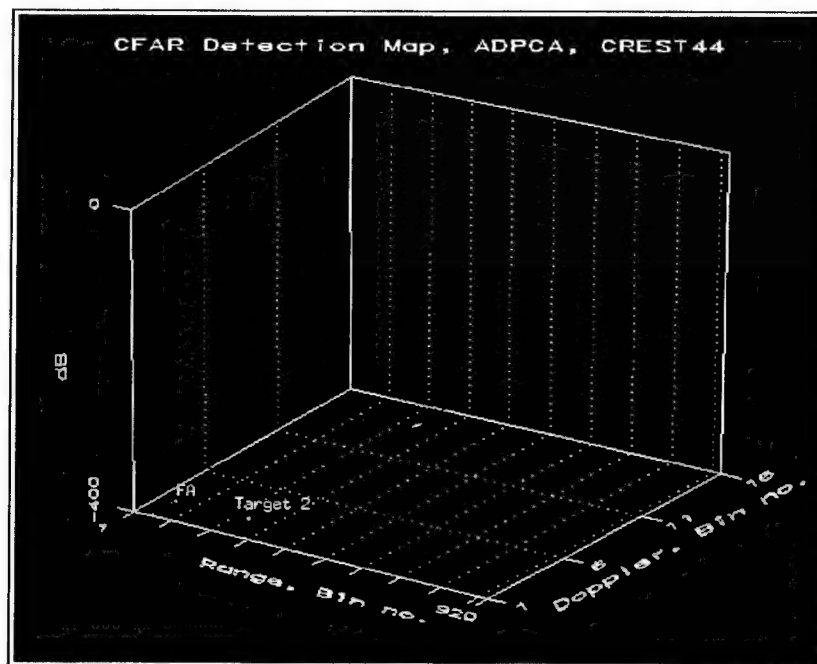 CFAR Detection Map, ADPCA, CREST44
0
dB
-400
FA
Target 2
1
Range, Bin no.
920
1
6
11
16
Doppler, Bin no.